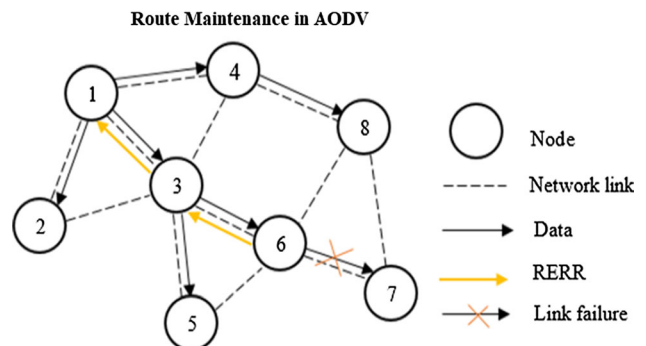 Route Maintenance in AODV
1
4
8
3
2
6
7
5
Node
Network link
Data
RERR
Link failure